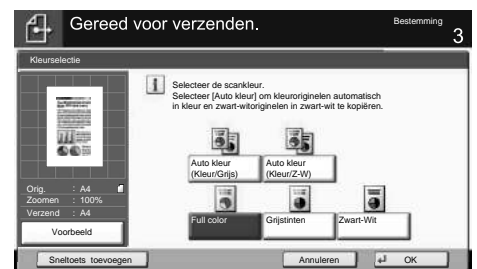 Gereed voor verzenden.
Bestemming
3
Kleurselectie
Selecteer de scankleur.
Selecteer [Auto kleur] om kleuroriginelen automatisch
in kleur en zwart-witoriginelen in zwart-wit te kopiëren.
Auto kleur
(Kleur/Grijs)
Auto kleur
(Kleur/Z-W)
Full color
Grijstinten
Zwart-Wit
Orig. : A4
Zoomen : 100%
Verzend : A4
Voorbeeld
Sneltoets toevoegen
Annuleren
OK